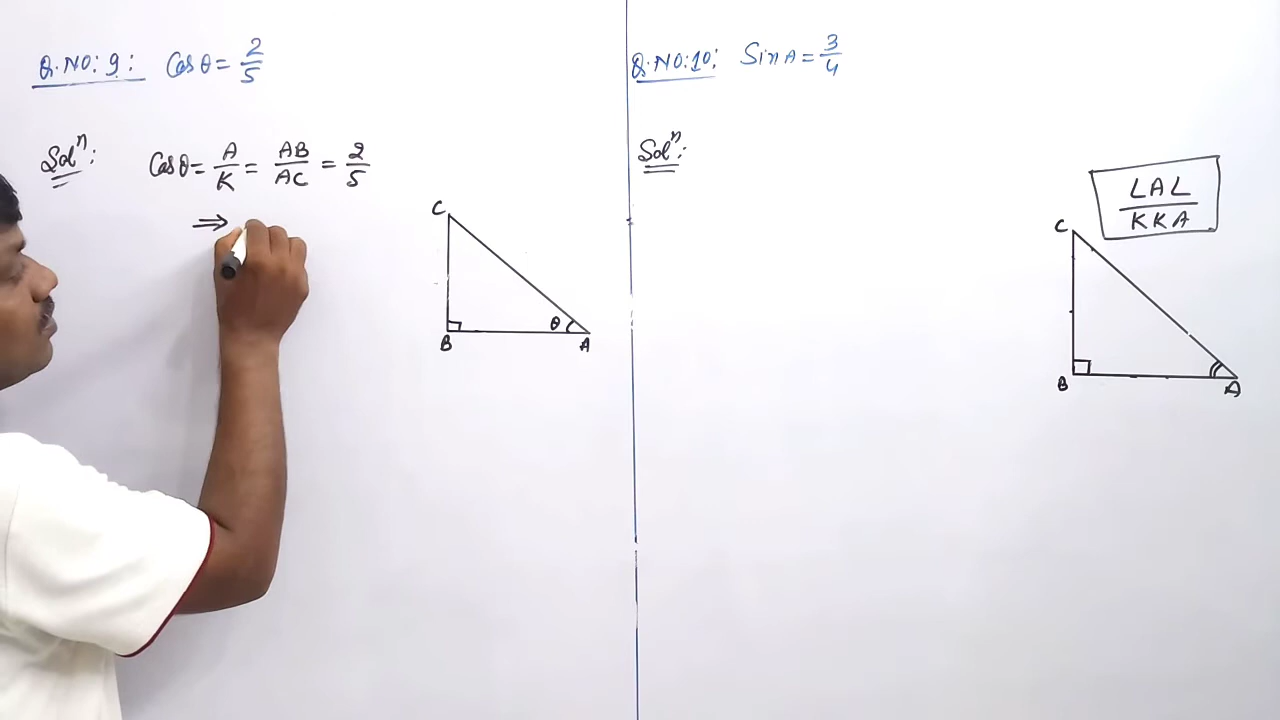 Q.NO: 9: Cosθ = 2/5
Solⁿ: Cosθ = A/K = AB/AC = 2/5
⇒
C
θ
B A
Q.NO:10: Sin A = 3/4
Solⁿ:
LAL/KKA
C
B A